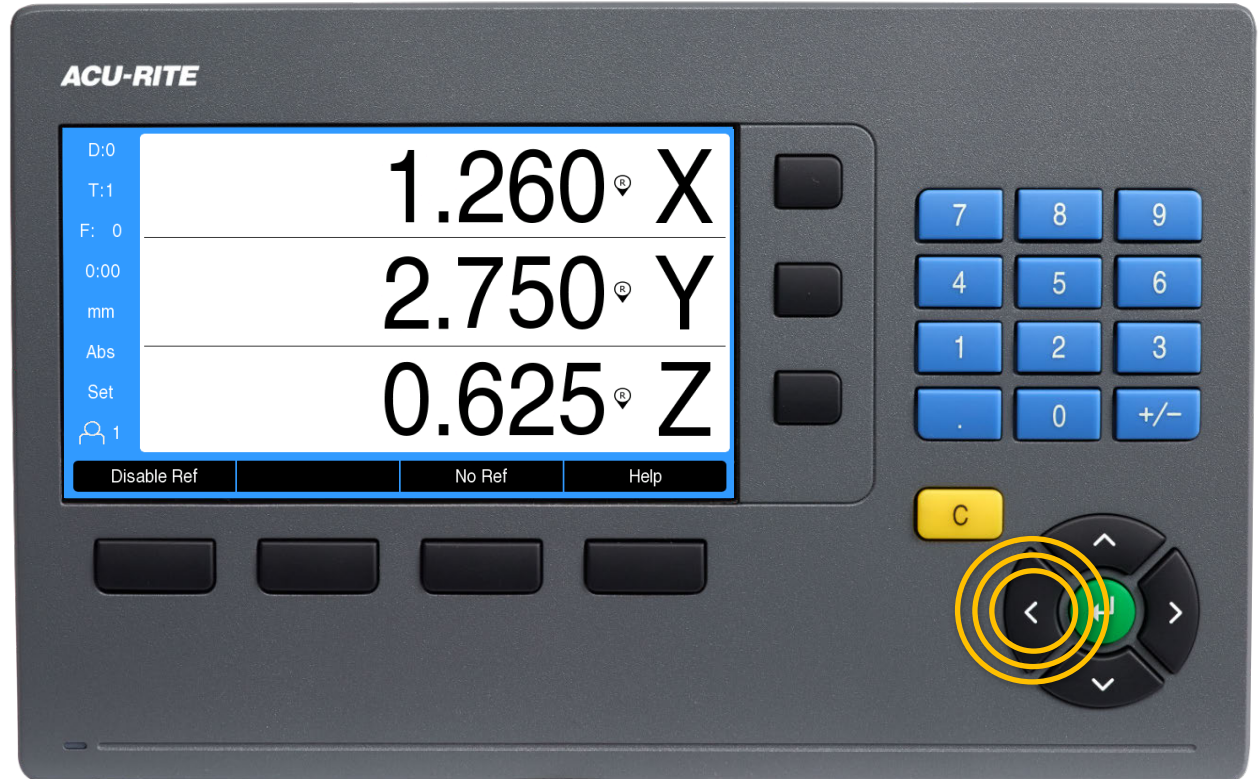 ACU-RITE
D:0
T:1
F: 0
0:00
mm
Abs
Set
1
1.260 R X
2.750 R Y
0.625 R Z
Disable Ref No Ref Help
7 8 9
4 5 6
1 2 3
. 0 +/-
C